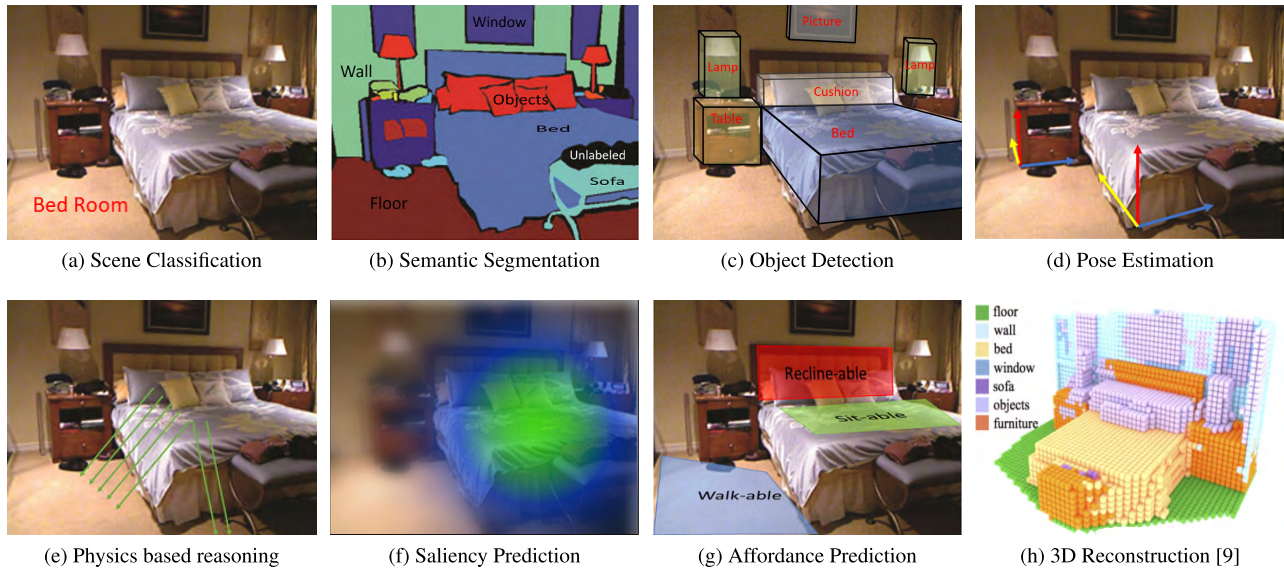 Bed Room
Window
Wall
Objects
Bed
Unlabeled
Sofa
Floor
Picture
Lamp
Lamp
Cushion
Table
Bed
(a) Scene Classification
(b) Semantic Segmentation
(c) Object Detection
(d) Pose Estimation
Recline-able
Sit-able
Walk-able
floor
wall
bed
window
sofa
objects
furniture
(e) Physics based reasoning
(f) Saliency Prediction
(g) Affordance Prediction
(h) 3D Reconstruction [9]